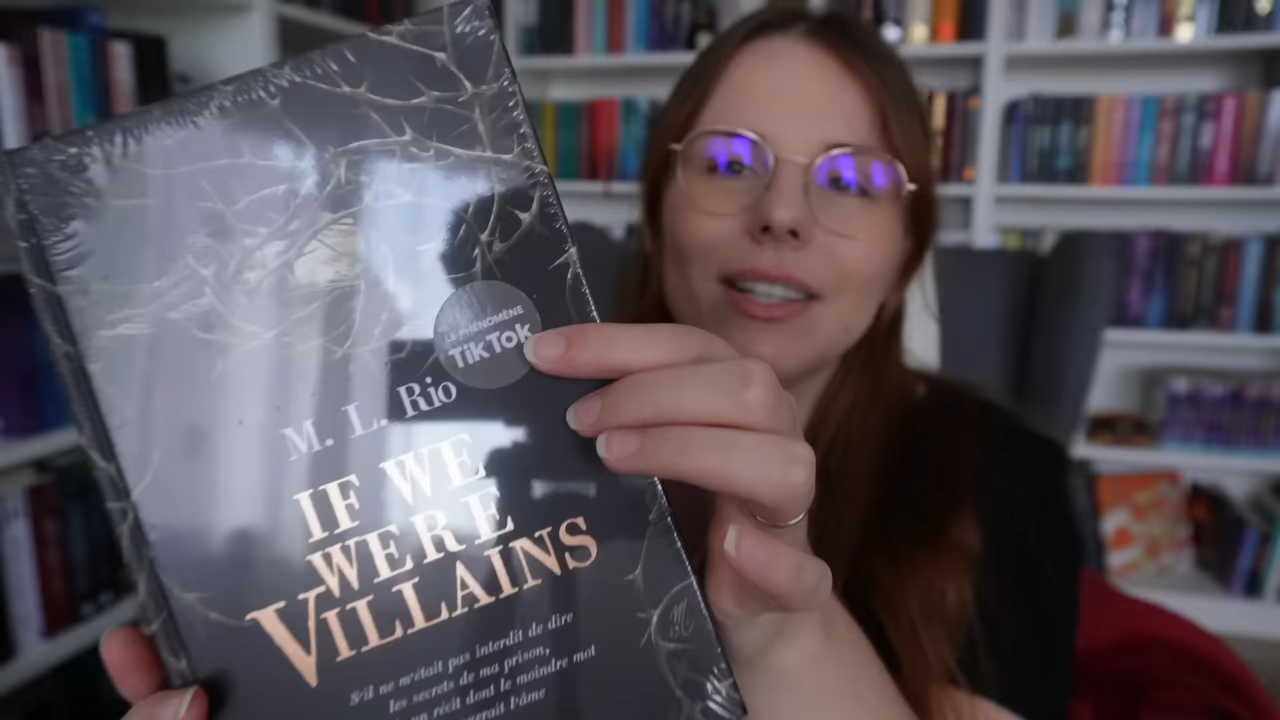 LE PHÉNOMÈNE
TikTok
M. L. Rio
IF WE
WERE
VILLAINS
S'il ne m'était pas interdit de dire
les secrets de ma prison,
un récit dont le moindre mot
l'âme